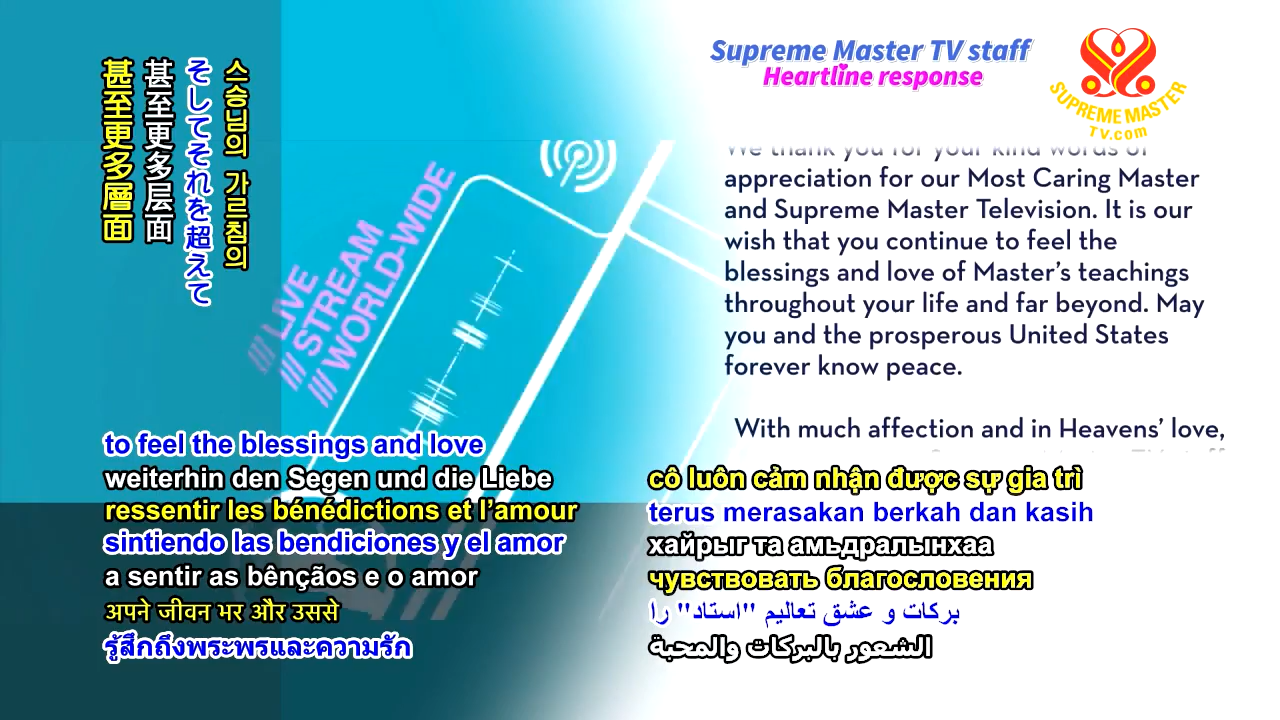 Supreme Master TV staff
Heartline response
SUPREME MASTER
TV.com
스승님의 가르침의
そしてそれを超えて
甚至更多层面
甚至更多層面
/// LIVE
/// STREAM
/// WORLD-WIDE
We thank you for your kind words of
appreciation for our Most Caring Master
and Supreme Master Television. It is our
wish that you continue to feel the
blessings and love of Master’s teachings
throughout your life and far beyond. May
you and the prosperous United States
forever know peace.
With much affection and in Heavens’ love,
to feel the blessings and love
weiterhin den Segen und die Liebe
ressentir les bénédictions et l’amour
sintiendo las bendiciones y el amor
a sentir as bênçãos e o amor
अपने जीवन भर और उससे
รู้สึกถึงพระพรและความรัก
cô luôn cảm nhận được sự gia trì
terus merasakan berkah dan kasih
хайрыг та амьдралынхаа
чувствовать благословения
برکات و عشق تعالیم "استاد" را
الشعور بالبركات والمحبة